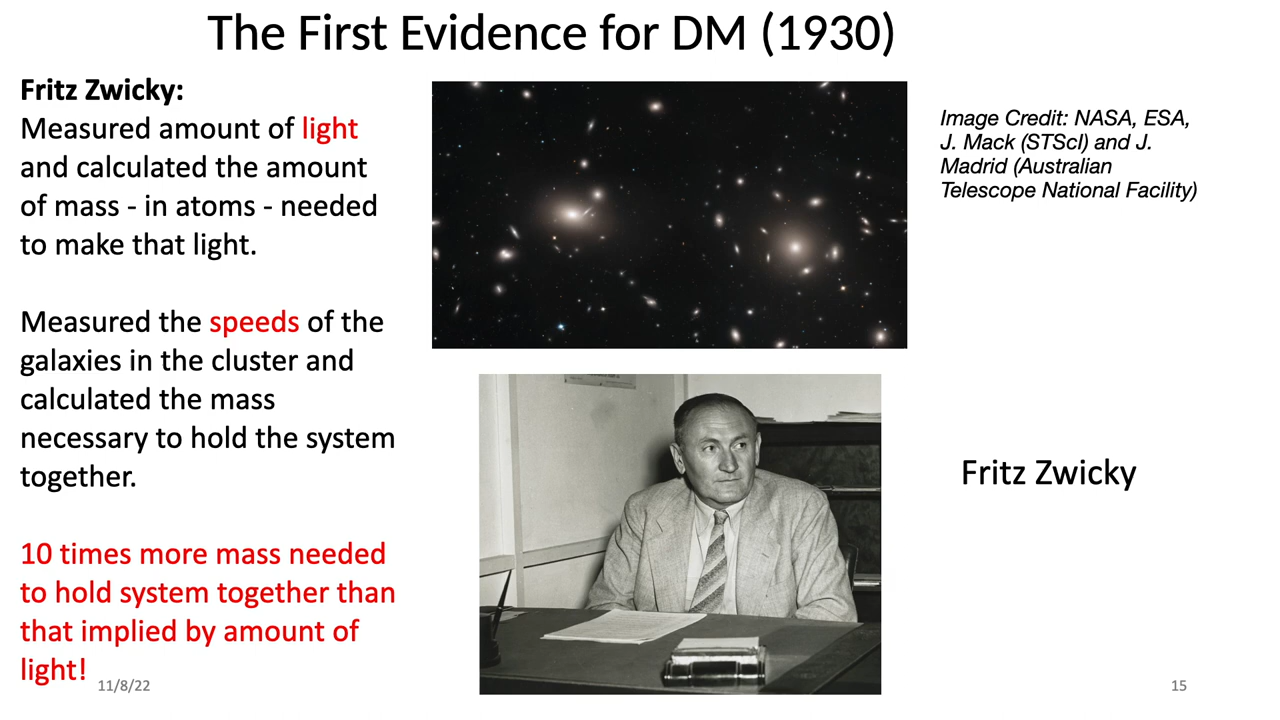 The First Evidence for DM (1930)
Fritz Zwicky:
Measured amount of light
and calculated the amount
of mass - in atoms - needed
to make that light.
Measured the speeds of the
galaxies in the cluster and
calculated the mass
necessary to hold the system
together.
10 times more mass needed
to hold system together than
that implied by amount of
light!
Image Credit: NASA, ESA,
J. Mack (STScI) and J.
Madrid (Australian
Telescope National Facility)
Fritz Zwicky
11/8/22
15